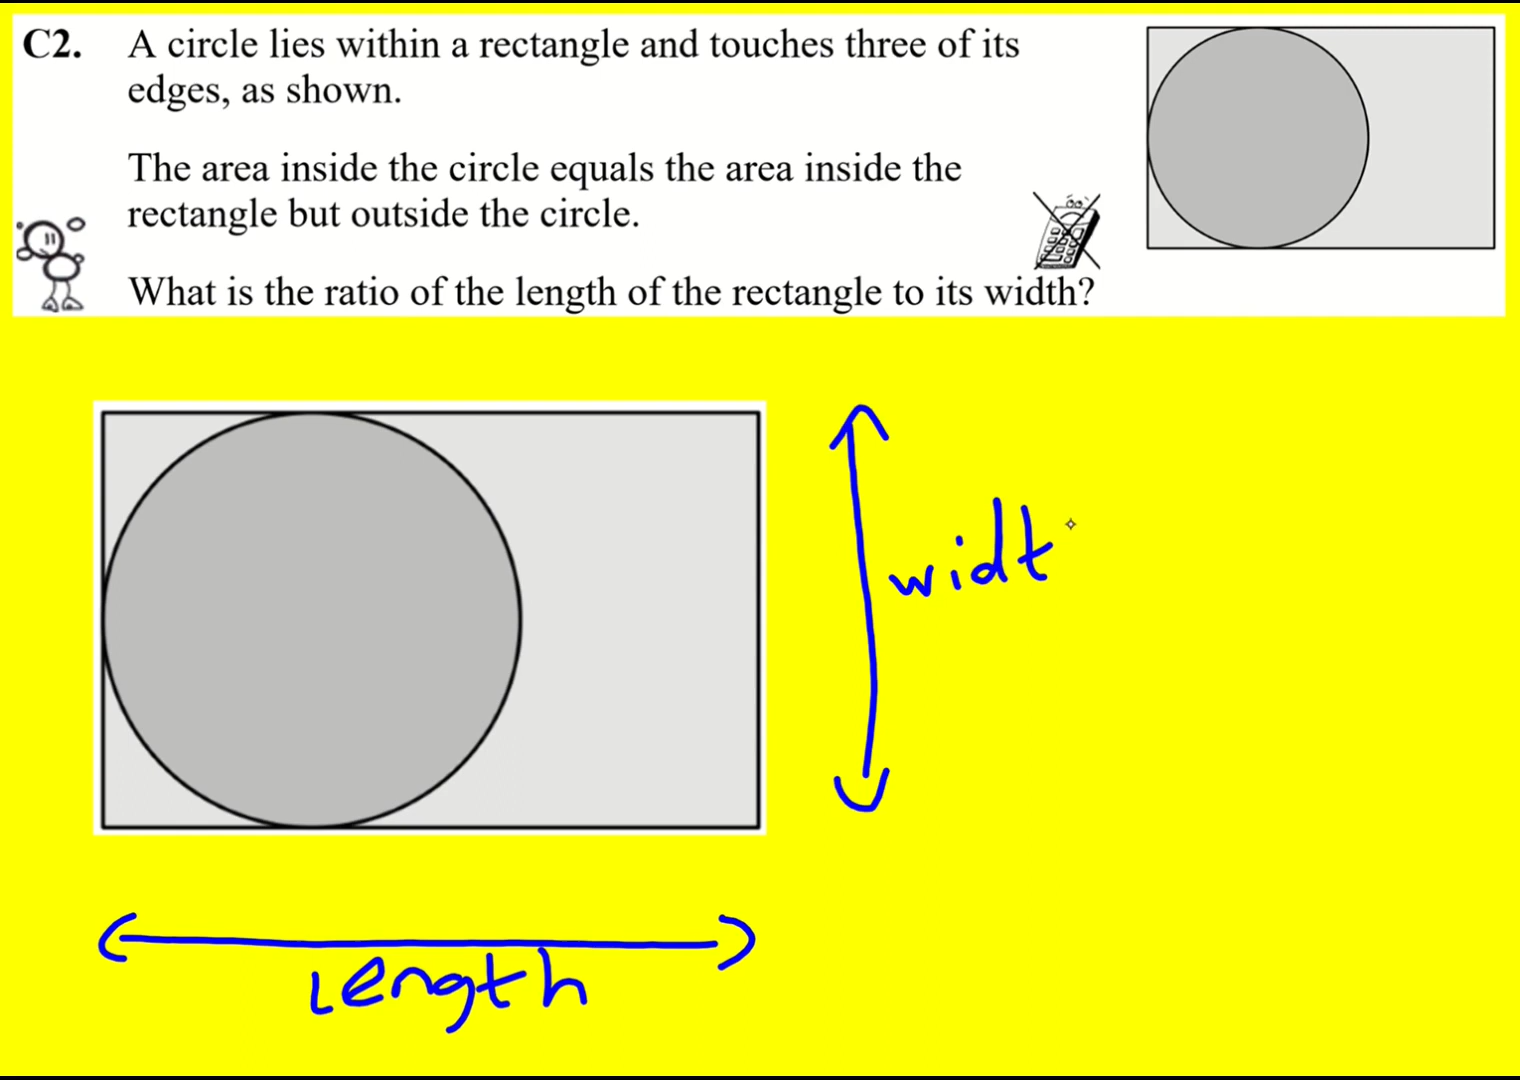 C2. A circle lies within a rectangle and touches three of its
edges, as shown.
The area inside the circle equals the area inside the
rectangle but outside the circle.
What is the ratio of the length of the rectangle to its width?
widt
Length